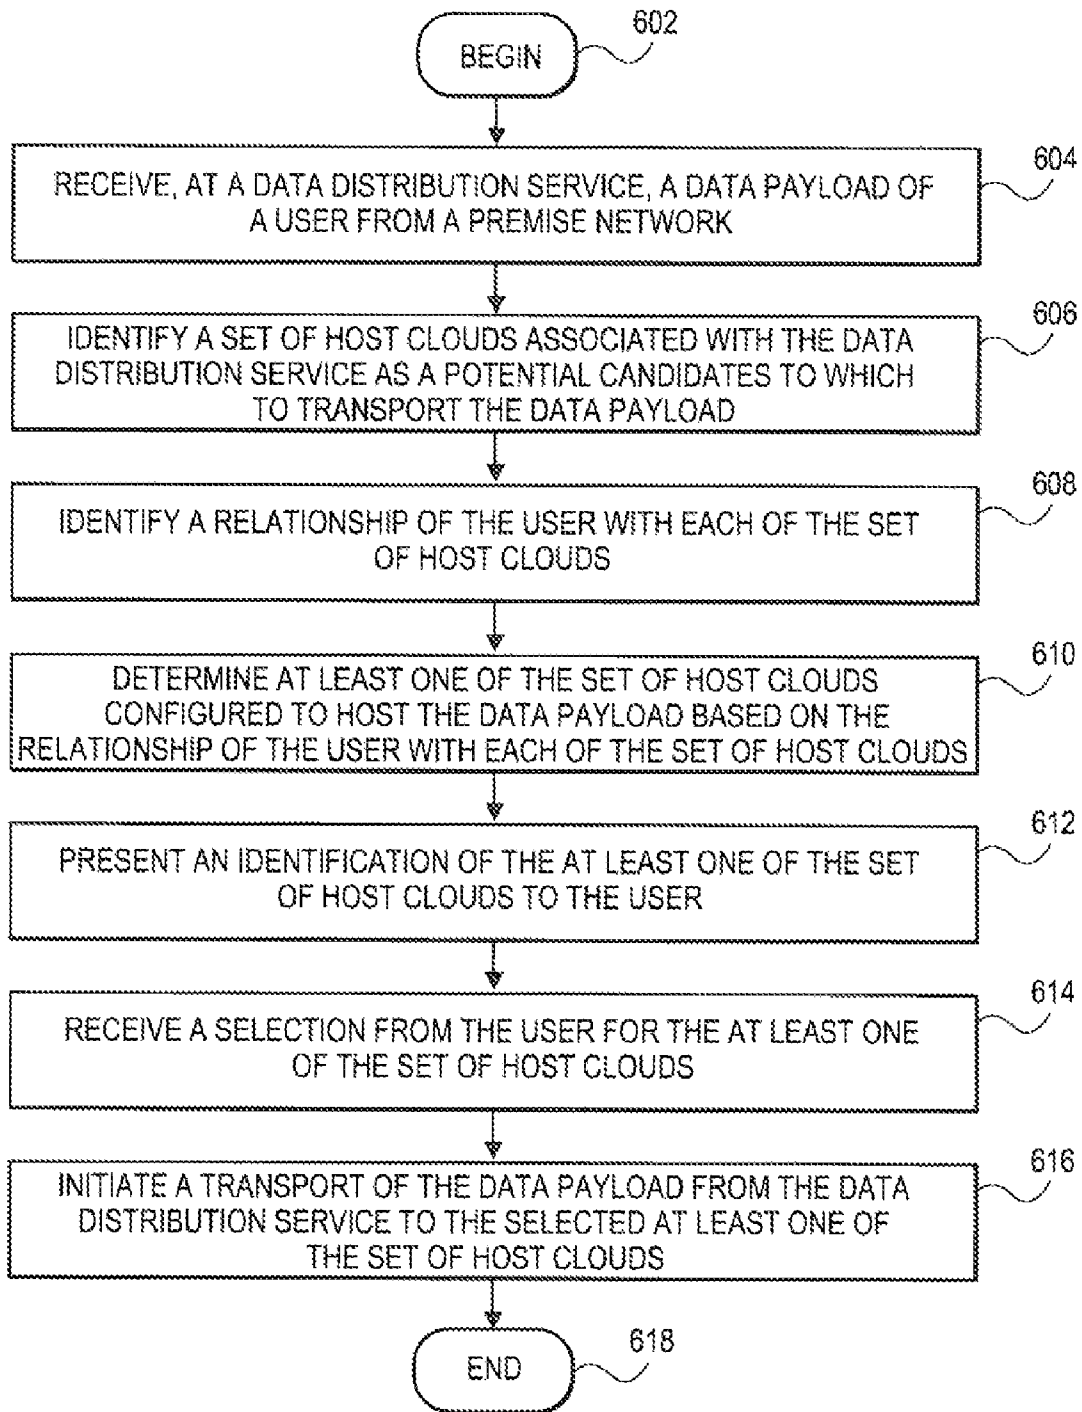 602
BEGIN
604
RECEIVE, AT A DATA DISTRIBUTION SERVICE, A DATA PAYLOAD OF
A USER FROM A PREMISE NETWORK
606
IDENTIFY A SET OF HOST CLOUDS ASSOCIATED WITH THE DATA
DISTRIBUTION SERVICE AS A POTENTIAL CANDIDATES TO WHICH
TO TRANSPORT THE DATA PAYLOAD
608
IDENTIFY A RELATIONSHIP OF THE USER WITH EACH OF THE SET
OF HOST CLOUDS
610
DETERMINE AT LEAST ONE OF THE SET OF HOST CLOUDS
CONFIGURED TO HOST THE DATA PAYLOAD BASED ON THE
RELATIONSHIP OF THE USER WITH EACH OF THE SET OF HOST CLOUDS
612
PRESENT AN IDENTIFICATION OF THE AT LEAST ONE OF THE SET
OF HOST CLOUDS TO THE USER
614
RECEIVE A SELECTION FROM THE USER FOR THE AT LEAST ONE
OF THE SET OF HOST CLOUDS
616
INITIATE A TRANSPORT OF THE DATA PAYLOAD FROM THE DATA
DISTRIBUTION SERVICE TO THE SELECTED AT LEAST ONE OF
THE SET OF HOST CLOUDS
618
END